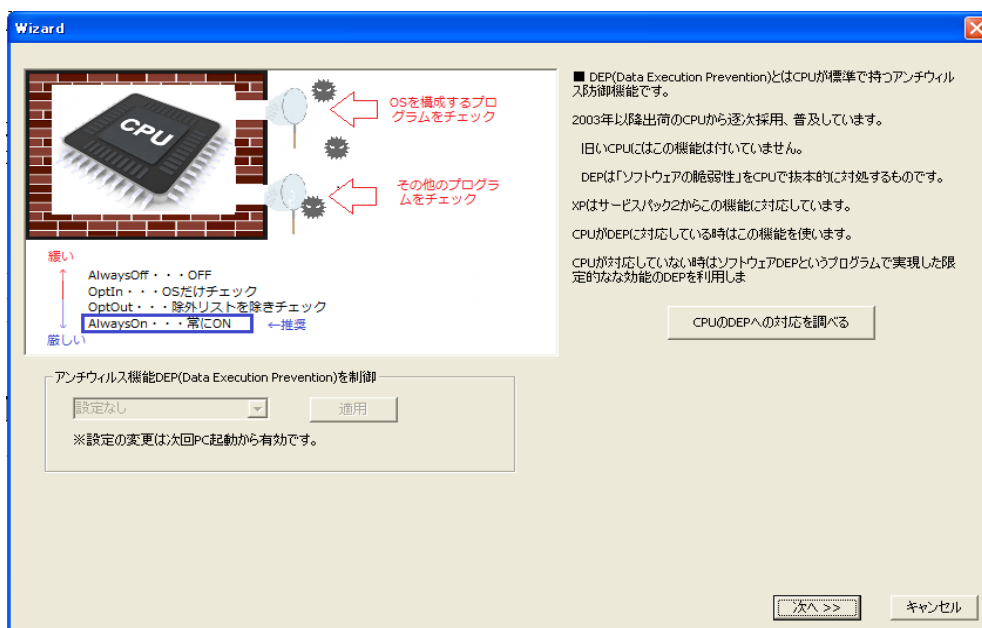 Wizard
CPU
OSを構成するプロ
グラムをチェック
その他のプログラ
ムをチェック
緩い
AlwaysOff・・・OFF
OptIn・・・OSだけチェック
OptOut・・・除外リストを除きチェック
AlwaysOn・・・常にON ←推奨
厳しい
■ DEP(Data Execution Prevention)とはCPUが標準で持つアンチウィル
ス防御機能です。
2003年以降出荷のCPUから逐次採用、普及しています。
旧いCPUにはこの機能は付いていません。
DEPは「ソフトウェアの脆弱性」をCPUで抜本的に対処するものです。
XPはサービスパック2からこの機能に対応しています。
CPUがDEPに対応している時はこの機能を使います。
CPUが対応していない時はソフトウェアDEPというプログラムで実現した限
定的なな効能のDEPを利用しま
CPUのDEPへの対応を調べる
アンチウィルス機能DEP(Data Execution Prevention)を制御
設定なし
適用
※設定の変更は次回PC起動から有効です。
次へ >>
キャンセル